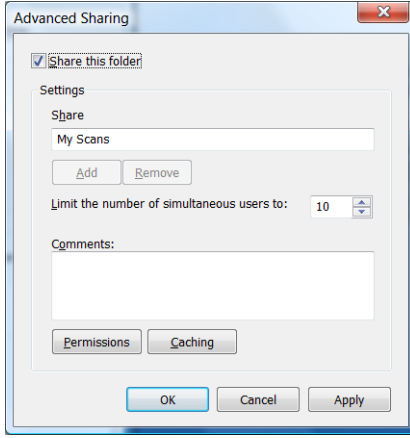 Advanced Sharing
Share this folder
Settings
Share
My Scans
Add Remove
Limit the number of simultaneous users to: 10
Comments:
Permissions Caching
OK Cancel Apply